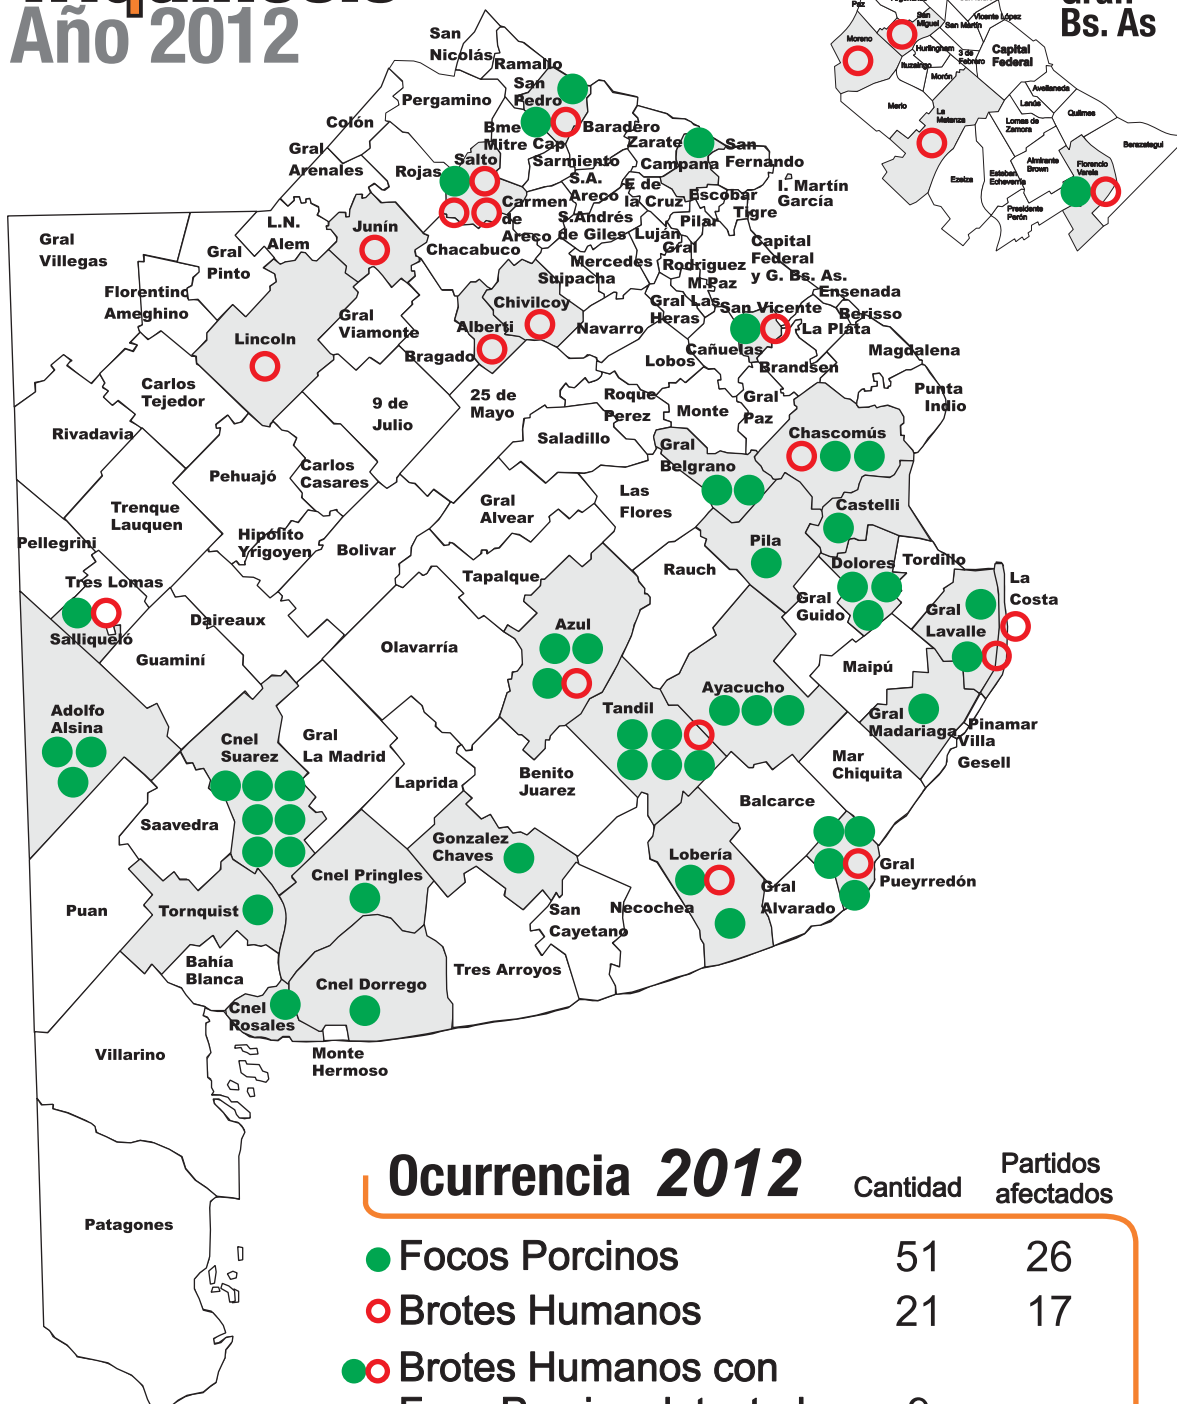 Año 2012
Gran
Bs. As
Paz
San
Miguel
San Martín
Vicente López
Moreno
Hurlingham
3 de
Febrero
Capital
Federal
Ituzaingo
Morón
Merlo
La
Matanza
Avellaneda
Lanús
Quilmes
Lomas de
Zamora
Berazategui
Almirante
Brown
Florencio
Varela
Ezeiza
Esteban
Echeverría
Presidente
Perón
San
Nicolás
Ramallo
San
Pedro
Pergamino
Colón
Bme
Mitre
Cap
Sarmiento
Baradero
Zarate
Campana
San
Fernando
Gral
Arenales
Rojas
Salto
S.A.
Areco
E de
la Cruz
Escobar
I. Martín
García
Carmen
de
Areco
S.Andrés
de Giles
Luján
Pilar
Tigre
L.N.
Alem
Junín
Chacabuco
Mercedes
Suipacha
Gral
Rodriguez
M.Paz
Capital
Federal
y G. Bs. As.
Gral
Villegas
Gral
Pinto
Florentino
Ameghino
Gral
Viamonte
Chivilcoy
Alberti
Bragado
Navarro
Gral Las
Heras
San Vicente
Ensenada
Berisso
La Plata
Cañuelas
Lobos
Brandsen
Magdalena
Lincoln
Carlos
Tejedor
9 de
Julio
25 de
Mayo
Roque
Perez
Monte
Gral
Paz
Punta
Indio
Rivadavia
Saladillo
Chascomús
Gral
Belgrano
Pehuajó
Carlos
Casares
Trenque
Lauquen
Gral
Alvear
Las
Flores
Castelli
Pellegrini
Hipólito
Yrigoyen
Bolivar
Pila
Dolores
Tordillo
Tres Lomas
Tapalque
Rauch
Gral
Guido
La
Costa
Salliqueló
Daireaux
Guaminí
Olavarría
Azul
Gral
Lavalle
Maipú
Adolfo
Alsina
Tandil
Ayacucho
Gral
Madariaga
Pinamar
Villa
Gesell
Cnel
Suarez
Gral
La Madrid
Laprida
Benito
Juarez
Mar
Chiquita
Balcarce
Saavedra
Gonzalez
Chaves
Lobería
Gral
Pueyrredón
Cnel Pringles
Puan
Tornquist
San
Cayetano
Necochea
Gral
Alvarado
Bahía
Blanca
Tres Arroyos
Cnel Dorrego
Cnel
Rosales
Villarino
Monte
Hermoso
Patagones
Ocurrencia 2012 Cantidad Partidos afectados
Focos Porcinos 51 26
Brotes Humanos 21 17
Brotes Humanos con